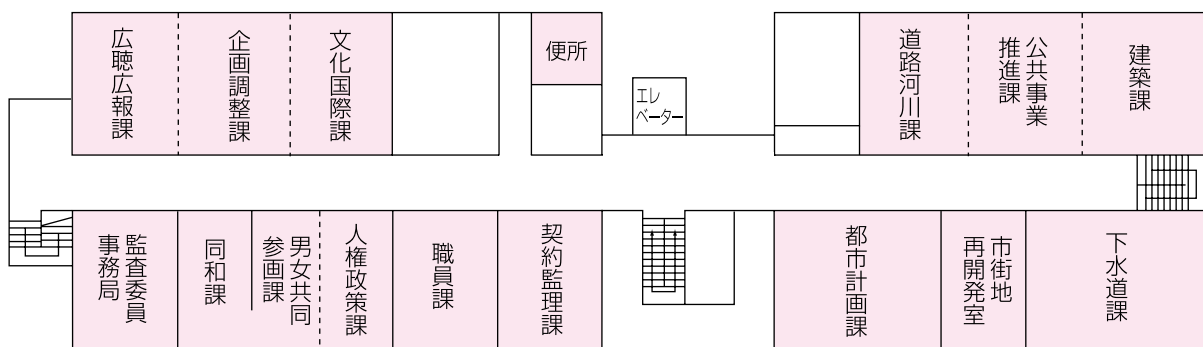 広聴広報課
企画調整課
文化国際課
便所
エレ
ベーター
道路河川課
公共事業
推進課
建築課
監査委員
事務局
同和課
男女共同
参画課
人権政策課
職員課
契約監理課
都市計画課
市街地
再開発室
下水道課